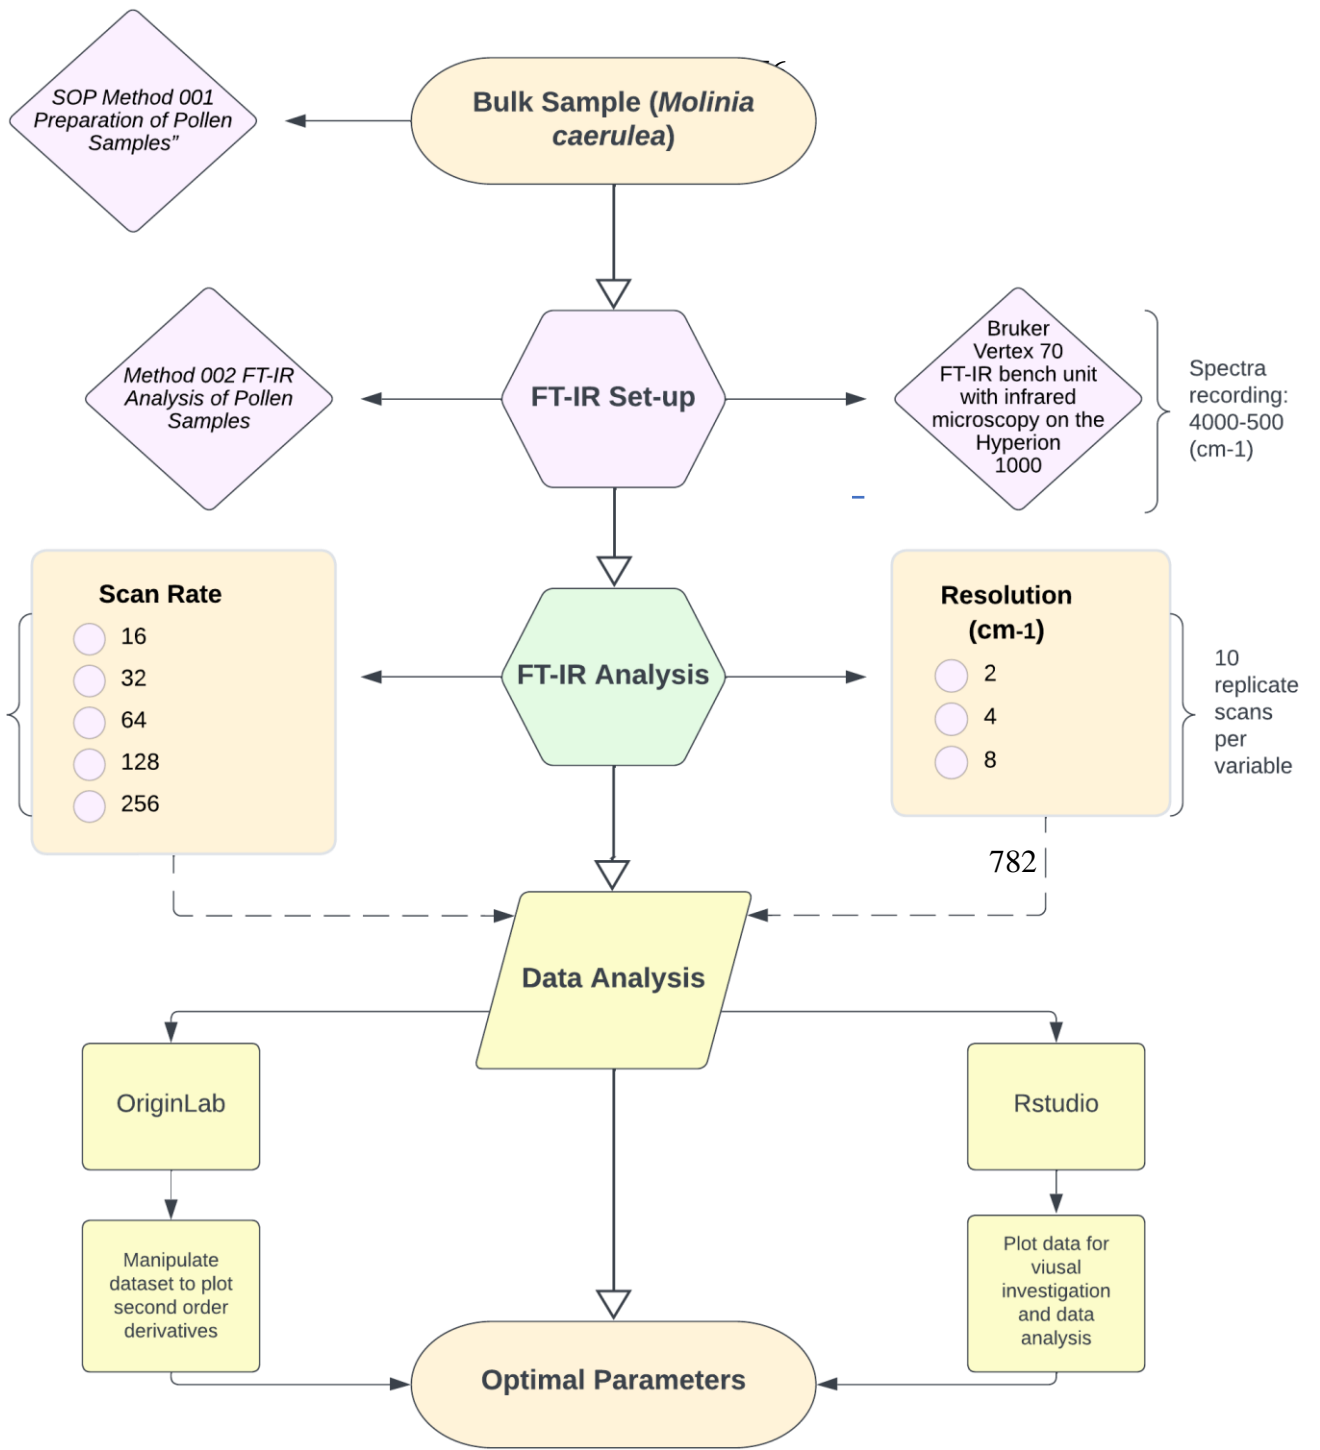 SOP Method 001
Preparation of Pollen
Samples”
Bulk Sample (Molinia
caerulea)
Method 002 FT-IR
Analysis of Pollen
Samples
FT-IR Set-up
Bruker
Vertex 70
FT-IR bench unit
with infrared
microscopy on the
Hyperion
1000
Spectra
recording:
4000-500
(cm-1)
Scan Rate
16
32
64
128
256
FT-IR Analysis
Resolution
(cm-1)
2
4
8
10
replicate
scans
per
variable
782
Data Analysis
OriginLab
Rstudio
Manipulate
dataset to plot
second order
derivatives
Plot data for
viusal
investigation
and data
analysis
Optimal Parameters